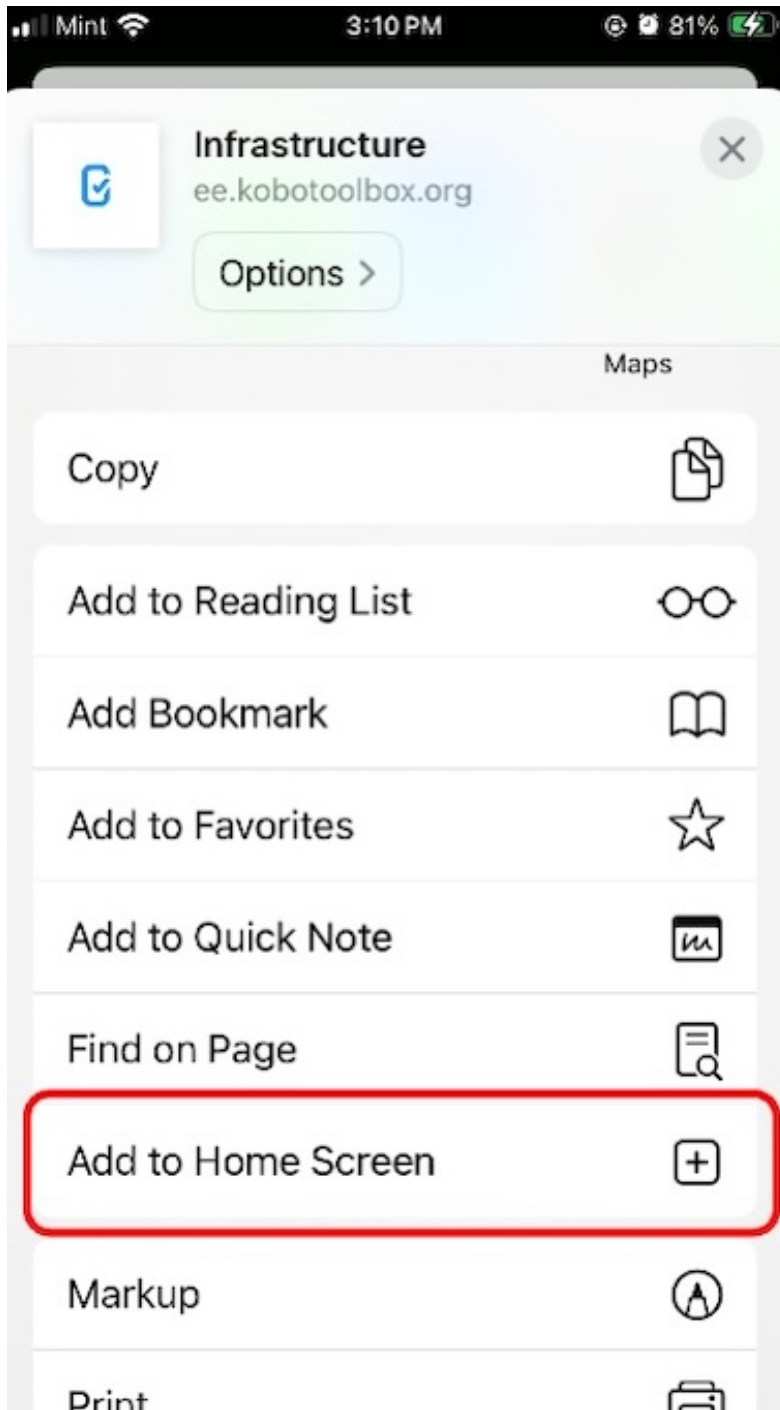 Mint 3:10 PM 81%
Infrastructure
ee.kobotoolbox.org
Options >
Maps
Copy
Add to Reading List
Add Bookmark
Add to Favorites
Add to Quick Note
Find on Page
Add to Home Screen
Markup
Print